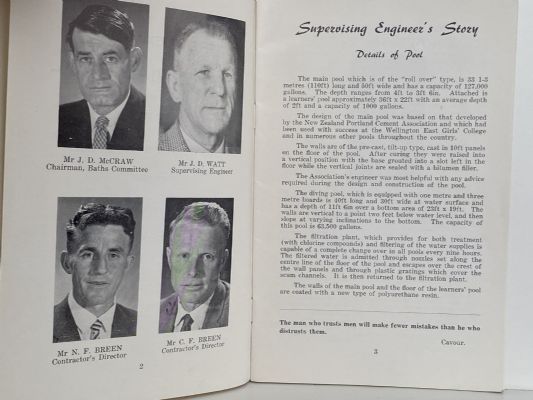 Mr J. D. McCRAW
Chairman, Baths Committee
Mr J. D. WATT
Supervising Engineer
Mr N. F. BREEN
Contractor's Director
Mr C. F. BREEN
Contractor's Director
2
Supervising Engineer's Story
Details of Pool
The main pool which is of the "roll over" type, is 33 1-3
metres (110ft) long and 50ft wide and has a capacity of 127,000
gallons. The depth ranges from 4ft to 3ft 6in. Attached is
a learners' pool approximately 36ft x 22ft with an average depth
of 2ft and a capacity of 1000 gallons.
The design of the main pool was based on that developed
by the New Zealand Portland Cement Association and which had
been used with success at the Wellington East Girls' College
and in numerous other pools throughout the country.
The walls are of the pre-cast, tilt-up type, cast in 10ft panels
on the floor of the pool. After curing they were raised into
a vertical position with the base grouted into a slot left in the
floor while the vertical joints are sealed with a bitumen filler.
The Association's engineer was most helpful with any advice
required during the design and construction of the pool.
The diving pool, which is equipped with one metre and three
metre boards is 40ft long and 30ft wide at water surface and
has a depth of 11ft 6in over a bottom area of 23ft x 19ft. The
walls are vertical to a point two feet below water level, and then
slope at varying inclinations to the bottom. The capacity of
this pool is 63,500 gallons.
The filtration plant, which provides for both treatment
(with chlorine compounds) and filtering of the water supplies is
capable of a complete change over in all pools every nine hours.
The filtered water is admitted through nozzles set along the
centre line of the floor of the pool and escapes over the crest of
the wall panels and through plastic gratings which cover the
scum channels. It is then returned to the filtration plant.
The walls of the main pool and the floor of the learners' pool
are coated with a new type of polyurethane resin.
The man who trusts men will make fewer mistakes than he who
distrusts them.
Cavour.
3